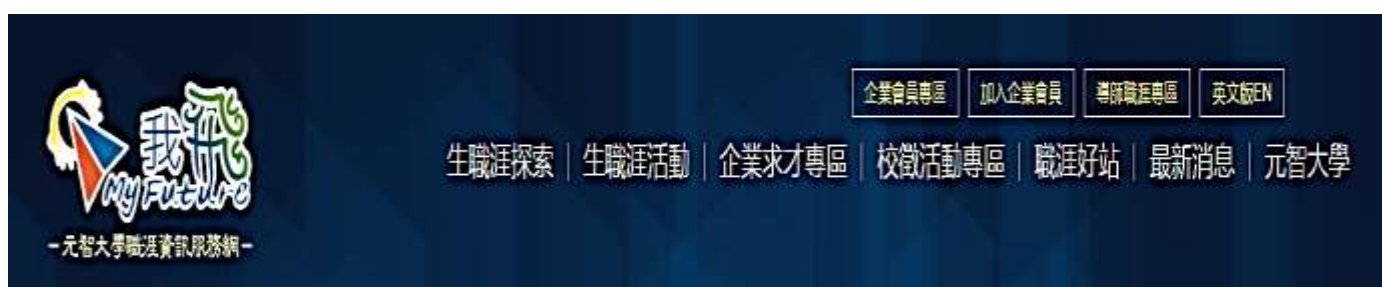 企業會員專區 加入企業會員 導師職涯專區 英文版EN
我飛
My Future
生職涯探索 | 生職涯活動 | 企業求才專區 | 校徵活動專區 | 職涯好站 | 最新消息 | 元智大學
-元智大學職涯資訊服務網-